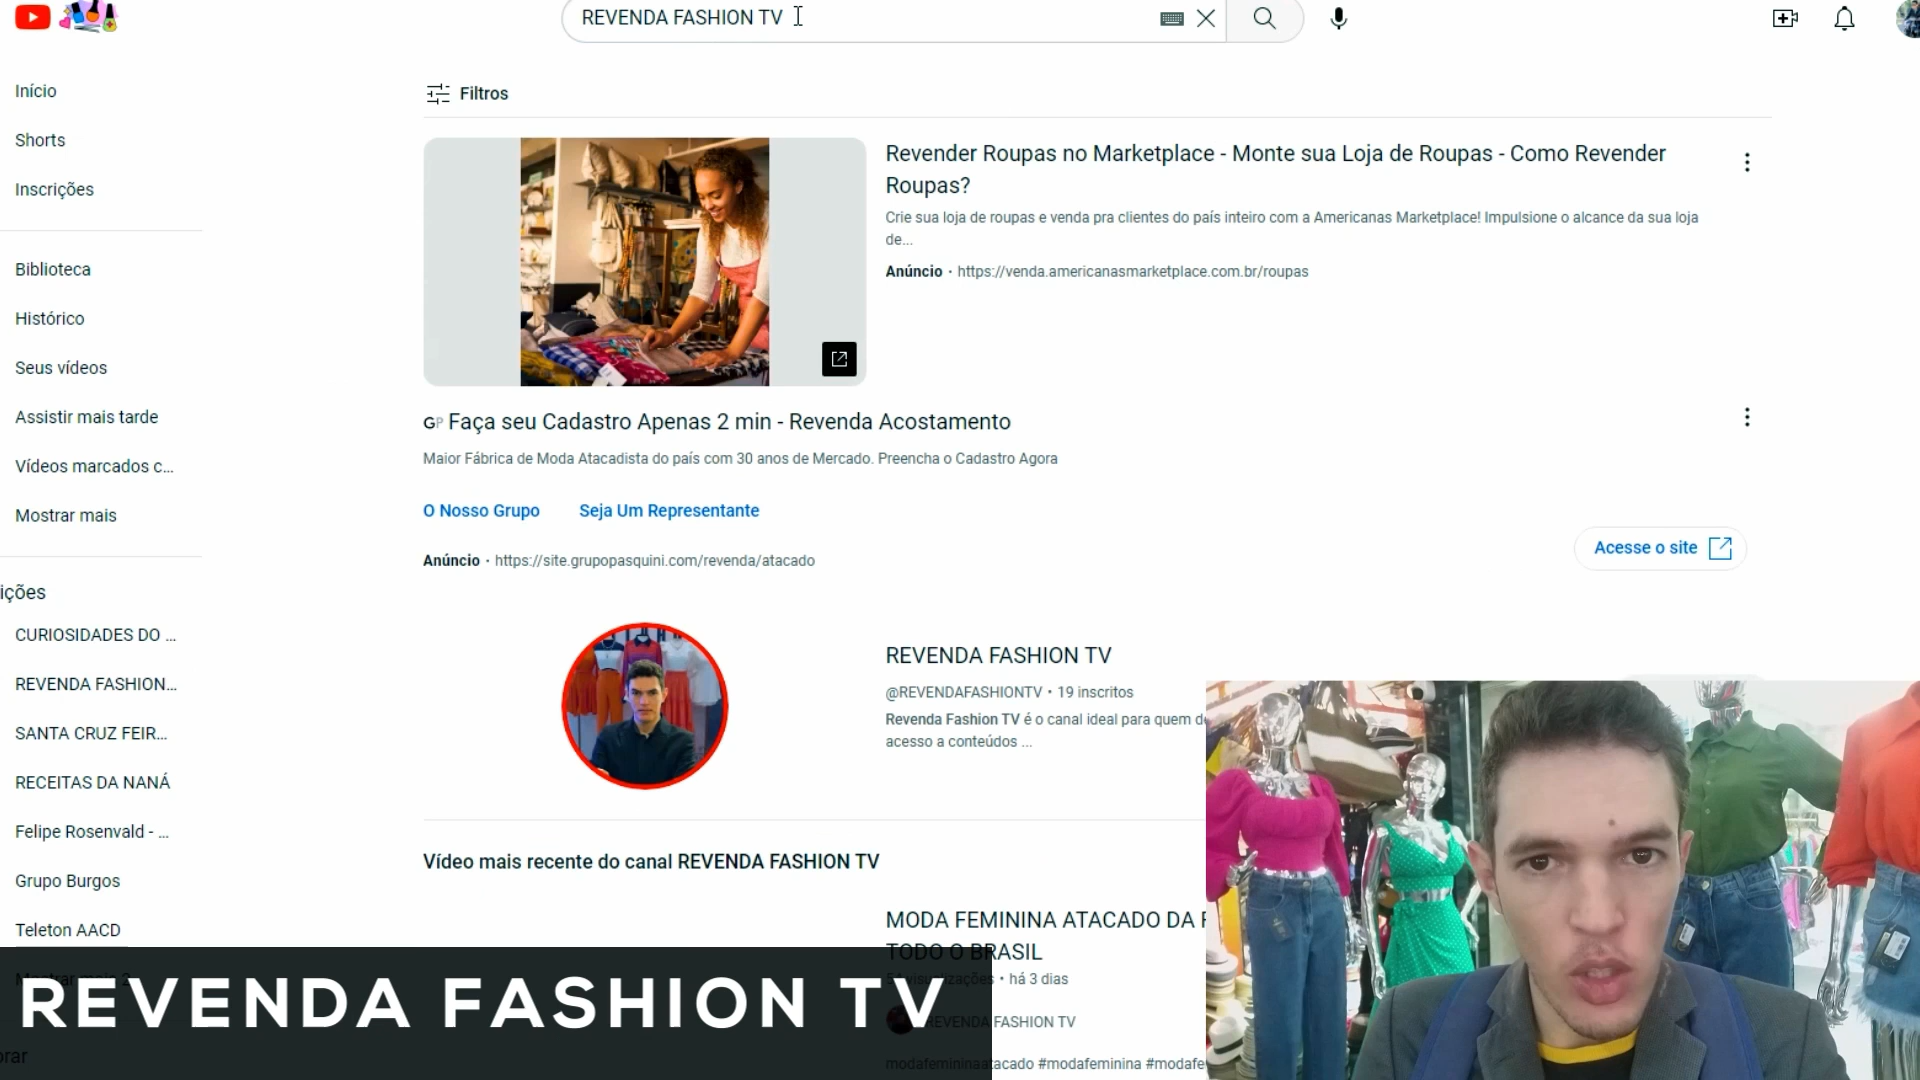 REVENDA FASHION TV
Início
Shorts
Inscrições
Biblioteca
Histórico
Seus vídeos
Assistir mais tarde
Vídeos marcados c...
Mostrar mais
ições
CURIOSIDADES DO ...
REVENDA FASHION...
SANTA CRUZ FEIR...
RECEITAS DA NANÁ
Felipe Rosenvald - ...
Grupo Burgos
Teleton AACD
Filtros
Revender Roupas no Marketplace - Monte sua Loja de Roupas - Como Revender
Roupas?
Crie sua loja de roupas e venda pra clientes do país inteiro com a Americanas Marketplace! Impulsione o alcance da sua loja
de...
Anúncio · https://venda.americanasmarketplace.com.br/roupas
GP Faça seu Cadastro Apenas 2 min - Revenda Acostamento
Maior Fábrica de Moda Atacadista do país com 30 anos de Mercado. Preencha o Cadastro Agora
O Nosso Grupo Seja Um Representante
Acesse o site
Anúncio · https://site.grupopasquini.com/revenda/atacado
REVENDA FASHION TV
@REVENDAFASHIONTV • 19 inscritos
Revenda Fashion TV é o canal ideal para quem d
acesso a conteúdos ...
Vídeo mais recente do canal REVENDA FASHION TV
MODA FEMININA ATACADO DA F
TODO O BRASIL
visualizações • há 3 dias
REVENDA FASHION TV
modafemininaatacado #modafeminina #modafe
REVENDA FASHION TV
orar